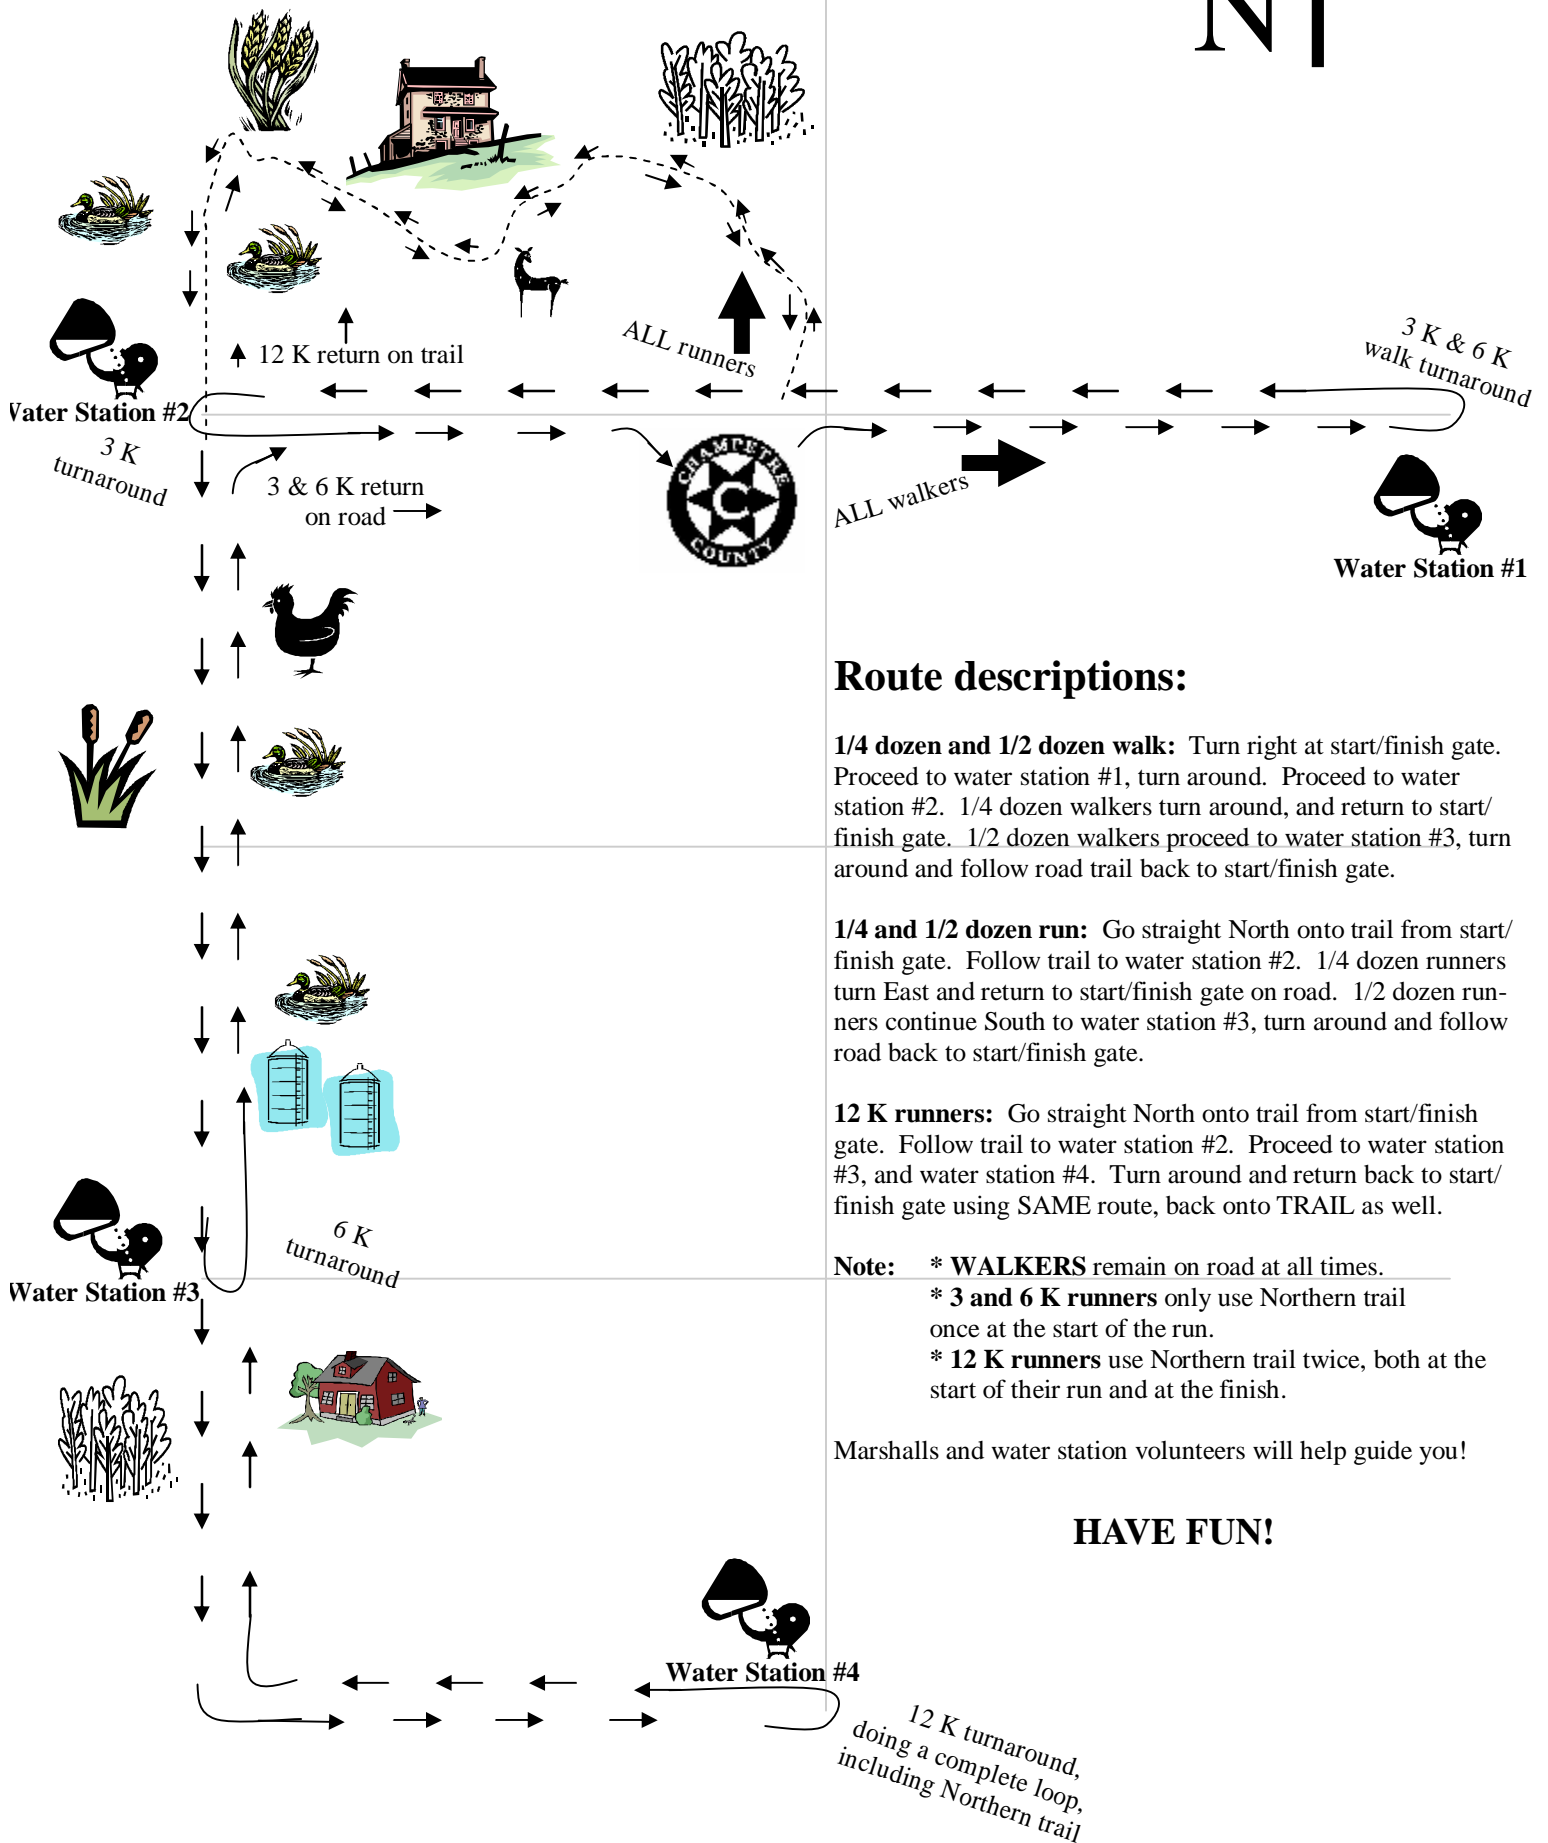 N
ALL runners
3 K & 6 K
walk turnaround
12 K return on trail
Water Station #2
3 K
turnaround
3 & 6 K return
on road
CHAMPETRE
C
COUNTY
ALL walkers
Water Station #1
Route descriptions:
1/4 dozen and 1/2 dozen walk: Turn right at start/finish gate.
Proceed to water station #1, turn around. Proceed to water
station #2. 1/4 dozen walkers turn around, and return to start/
finish gate. 1/2 dozen walkers proceed to water station #3, turn
around and follow road trail back to start/finish gate.
1/4 and 1/2 dozen run: Go straight North onto trail from start/
finish gate. Follow trail to water station #2. 1/4 dozen runners
turn East and return to start/finish gate on road. 1/2 dozen run-
ners continue South to water station #3, turn around and follow
road back to start/finish gate.
12 K runners: Go straight North onto trail from start/finish
gate. Follow trail to water station #2. Proceed to water station
#3, and water station #4. Turn around and return back to start/
finish gate using SAME route, back onto TRAIL as well.
6 K
turnaround
Water Station #3
Note: * WALKERS remain on road at all times.
* 3 and 6 K runners only use Northern trail
once at the start of the run.
* 12 K runners use Northern trail twice, both at the
start of their run and at the finish.
Marshalls and water station volunteers will help guide you!
HAVE FUN!
Water Station #4
12 K turnaround,
doing a complete loop,
including Northern trail